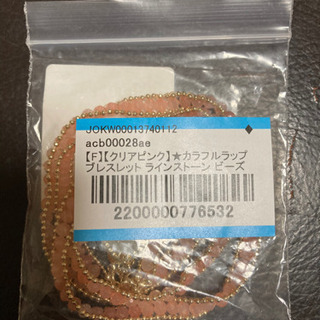 JOKW00013740112
acb00028ae
【F】【クリアピンク】★カラフルラップ
ブレスレット ラインストーン ビーズ
2200000776532